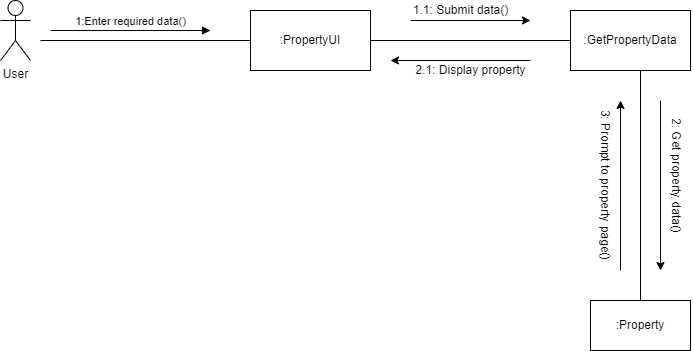 1:Enter required data()
:PropertyUI
1.1: Submit data()
:GetPropertyData
2.1: Display property
User
3: Prompt to property page()
2: Get property data()
:Property